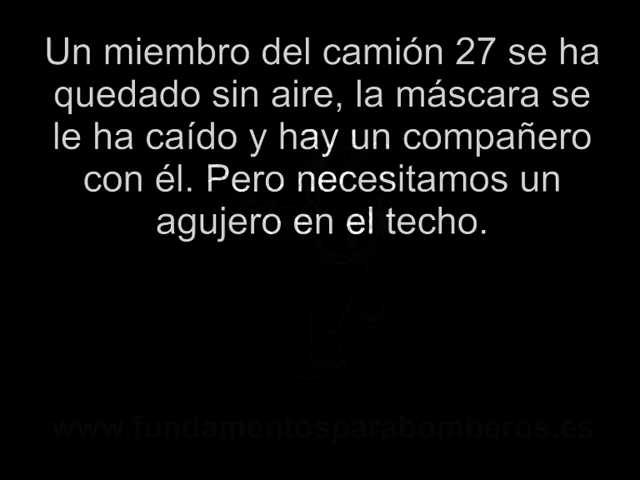 Un miembro del camión 27 se ha
quedado sin aire, la máscara se
le ha caído y hay un compañero
con él. Pero necesitamos un
agujero en el techo.
www.fundamentosparabomberos.es